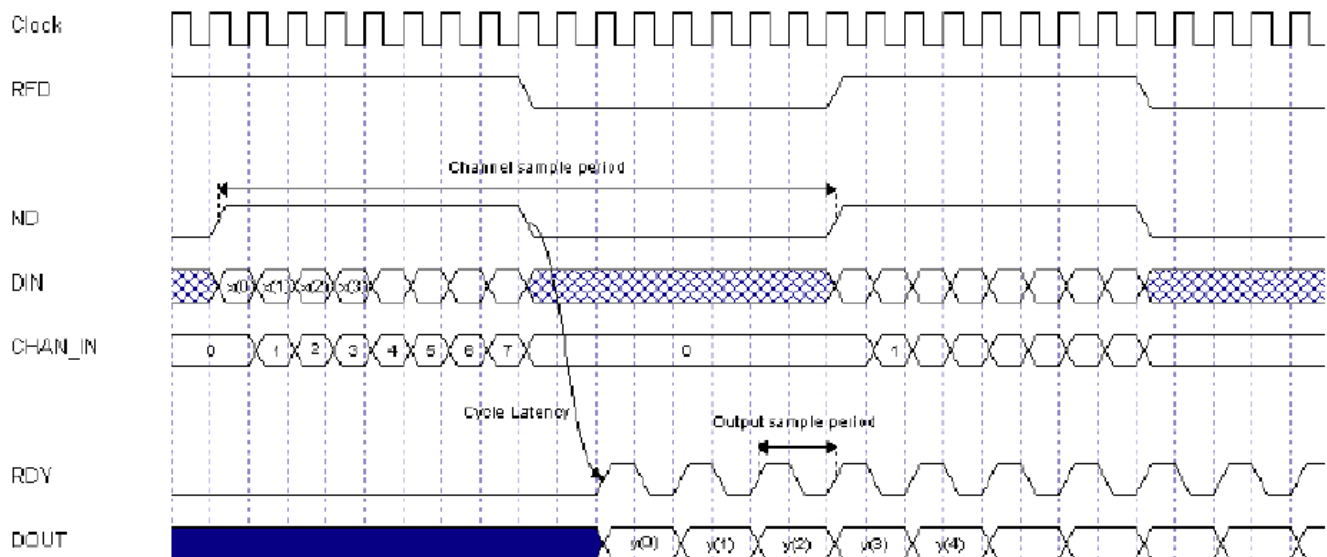 Clock
RFD
Channel sample period
ND
DIN x(0) x(1) x(2) x(3)
CHAN_IN 0 1 2 3 4 5 6 7 0 1
Cycle Latency
Output sample period
RDY
DOUT y(0) y(1) y(2) y(3) y(4)